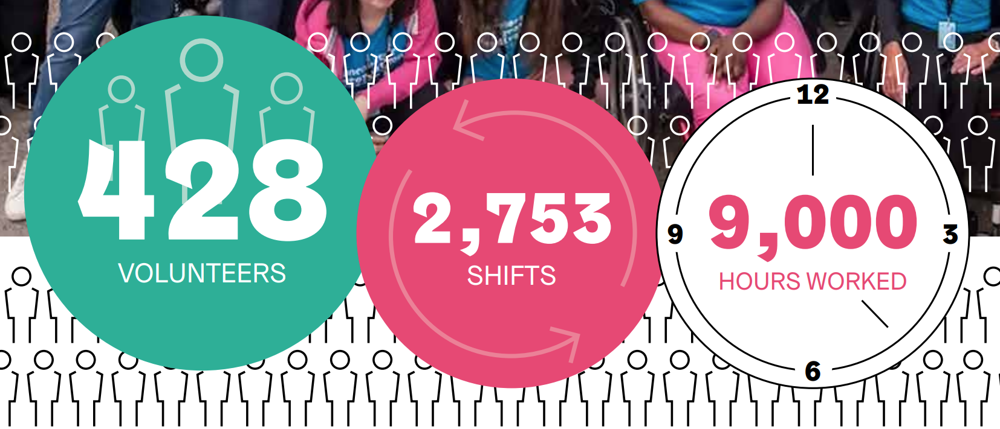 428
VOLUNTEERS
2,753
SHIFTS
12
9
3
6
9,000
HOURS WORKED